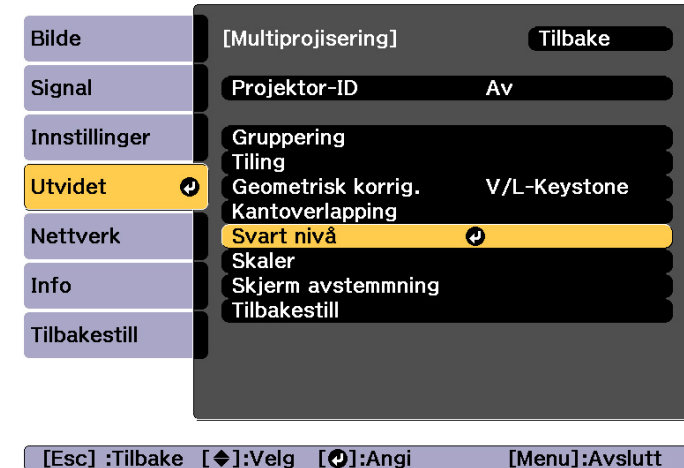 Bilde
Signal
Innstillinger
Utvidet
Nettverk
Info
Tilbakestill
[Multiprojisering] Tilbake
Projektor-ID Av
Gruppering
Tiling
Geometrisk korrig. V/L-Keystone
Kantoverlapping
Svart nivå
Skaler
Skjerm avstemmning
Tilbakestill
[Esc] :Tilbake [◆]:Velg [⏎]:Angi [Menu]:Avslutt